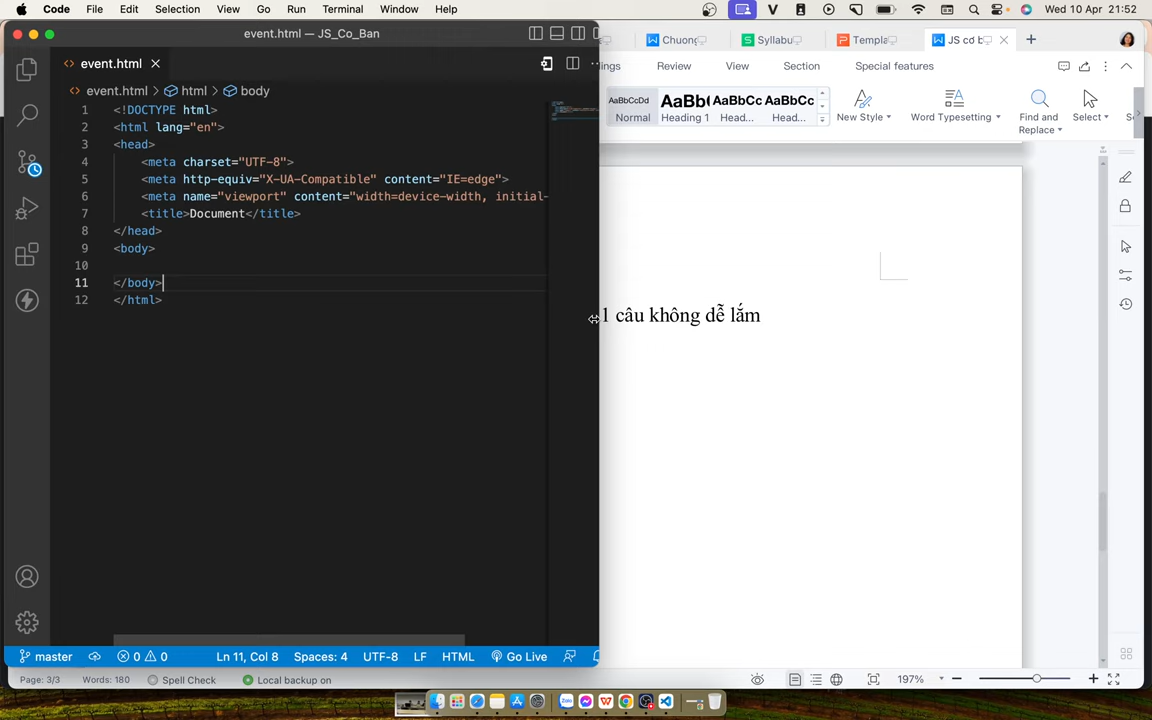 Code File Edit Selection View Go Run Terminal Window Help Wed 10 Apr 21:52
event.html — JS_Co_Ban
Chương Syllabu Templa JS cơ b
event.html
ngs Review View Section Special features
event.html > html > body
AaBbCcDd AaBb( AaBbCc AaBbCc
Normal Heading 1 Head... Head... New Style Word Typesetting Find and Replace Select
1 <!DOCTYPE html>
2 <html lang="en">
3 <head>
4 <meta charset="UTF-8">
5 <meta http-equiv="X-UA-Compatible" content="IE=edge">
6 <meta name="viewport" content="width=device-width, initial-
7 <title>Document</title>
8 </head>
9 <body>
10
11 </body>
12 </html>
1 câu không dễ lắm
master 0 0 Ln 11, Col 8 Spaces: 4 UTF-8 LF HTML Go Live
Page: 3/3 Words: 180 Spell Check Local backup on 197%